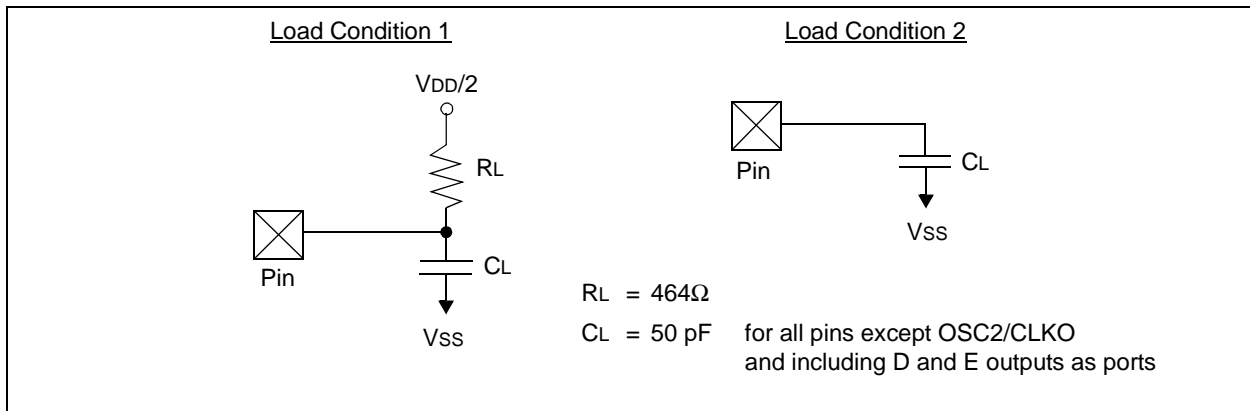 Load Condition 1
Load Condition 2
VDD/2
RL
Pin
CL
VSS
Pin
CL
VSS
RL = 464Ω
CL = 50 pF for all pins except OSC2/CLKO
and including D and E outputs as ports